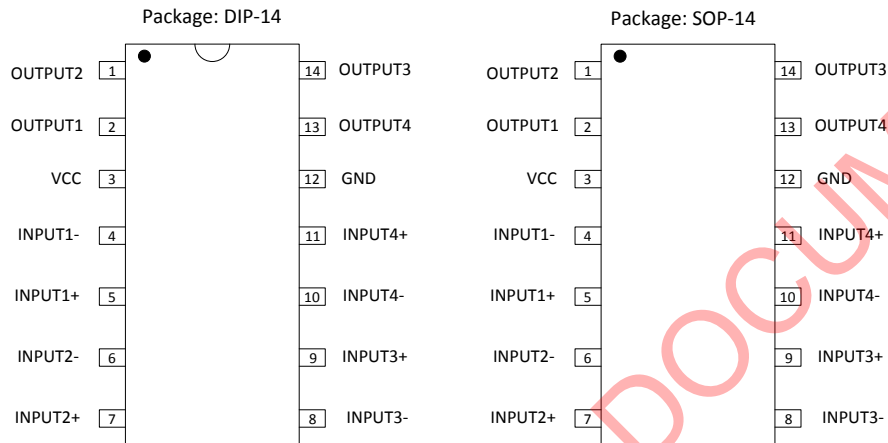 Package: DIP-14
OUTPUT2 1 14 OUTPUT3
OUTPUT1 2 13 OUTPUT4
VCC 3 12 GND
INPUT1- 4 11 INPUT4+
INPUT1+ 5 10 INPUT4-
INPUT2- 6 9 INPUT3+
INPUT2+ 7 8 INPUT3-
Package: SOP-14
OUTPUT2 1 14 OUTPUT3
OUTPUT1 2 13 OUTPUT4
VCC 3 12 GND
INPUT1- 4 11 INPUT4+
INPUT1+ 5 10 INPUT4-
INPUT2- 6 9 INPUT3+
INPUT2+ 7 8 INPUT3-